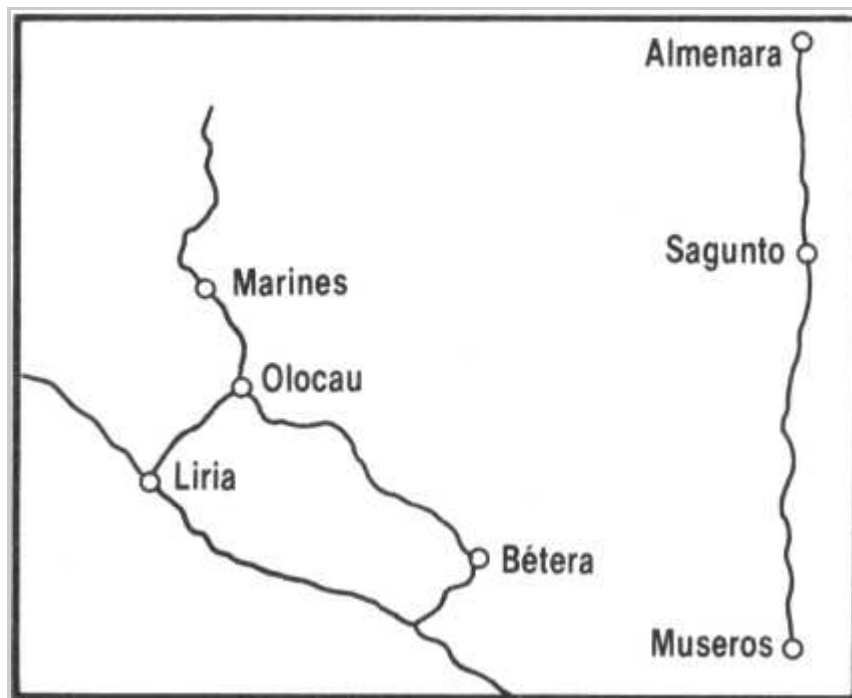 Almenara
Sagunto
Marines
Olocau
Liria
Bétera
Museros